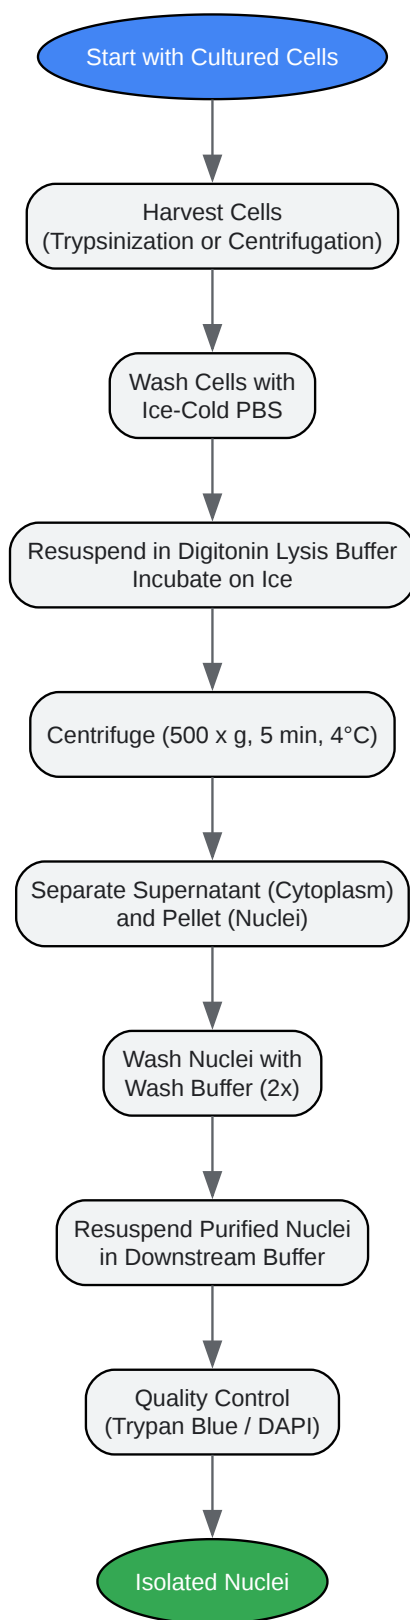 Start with Cultured Cells
Harvest Cells
(Trypsinization or Centrifugation)
Wash Cells with
Ice-Cold PBS
Resuspend in Digitonin Lysis Buffer
Incubate on Ice
Centrifuge (500 x g, 5 min, 4°C)
Separate Supernatant (Cytoplasm)
and Pellet (Nuclei)
Wash Nuclei with
Wash Buffer (2x)
Resuspend Purified Nuclei
in Downstream Buffer
Quality Control
(Trypan Blue / DAPI)
Isolated Nuclei